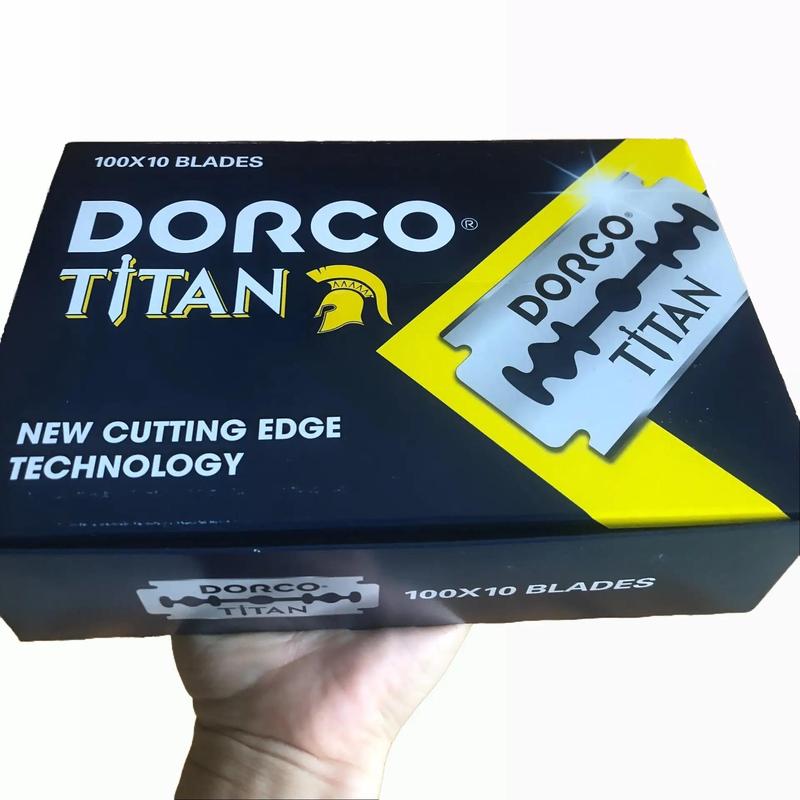 100X10 BLADES
DORCO®
TITAN
DORCO®
TITAN
NEW CUTTING EDGE
TECHNOLOGY
DORCO®
TITAN
100X10 BLADES